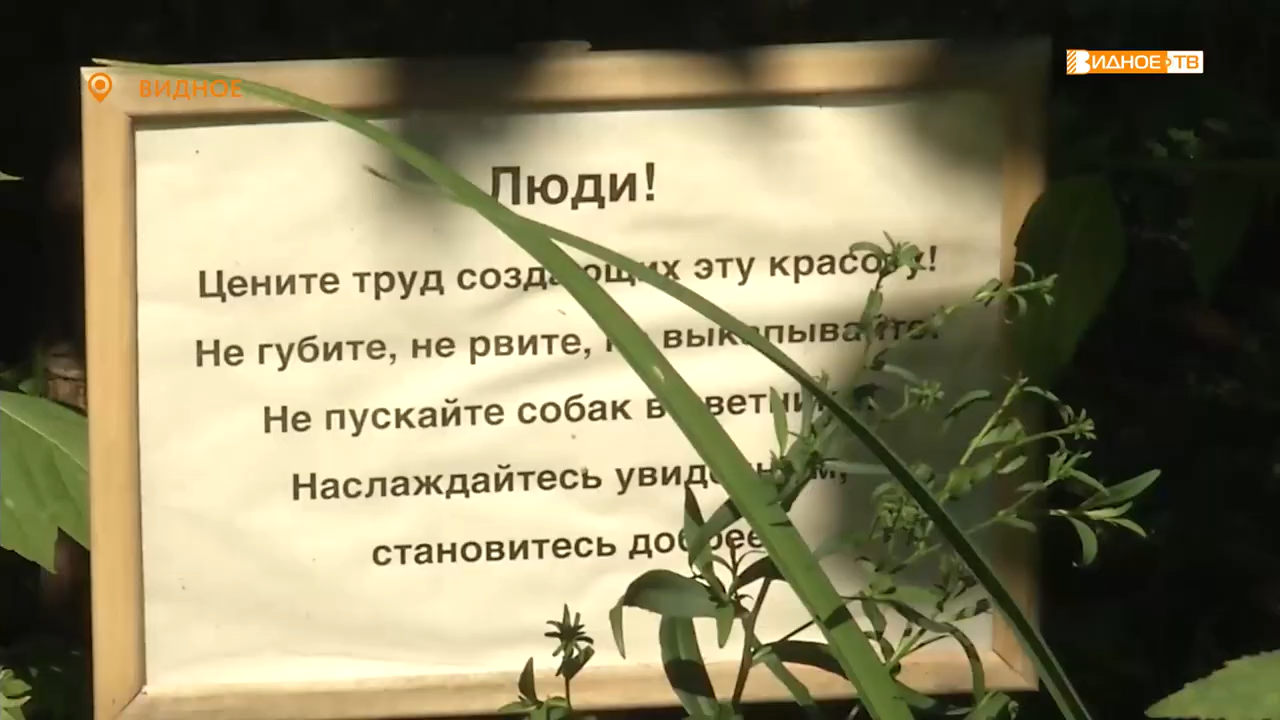 ВИДНОЕ
ВИДНОЕ ТВ
Люди!
Цените труд создающих эту красоту!
Не губите, не рвите, не выкапывайте!
Не пускайте собак в цветники!
Наслаждайтесь увиденным,
становитесь добрее